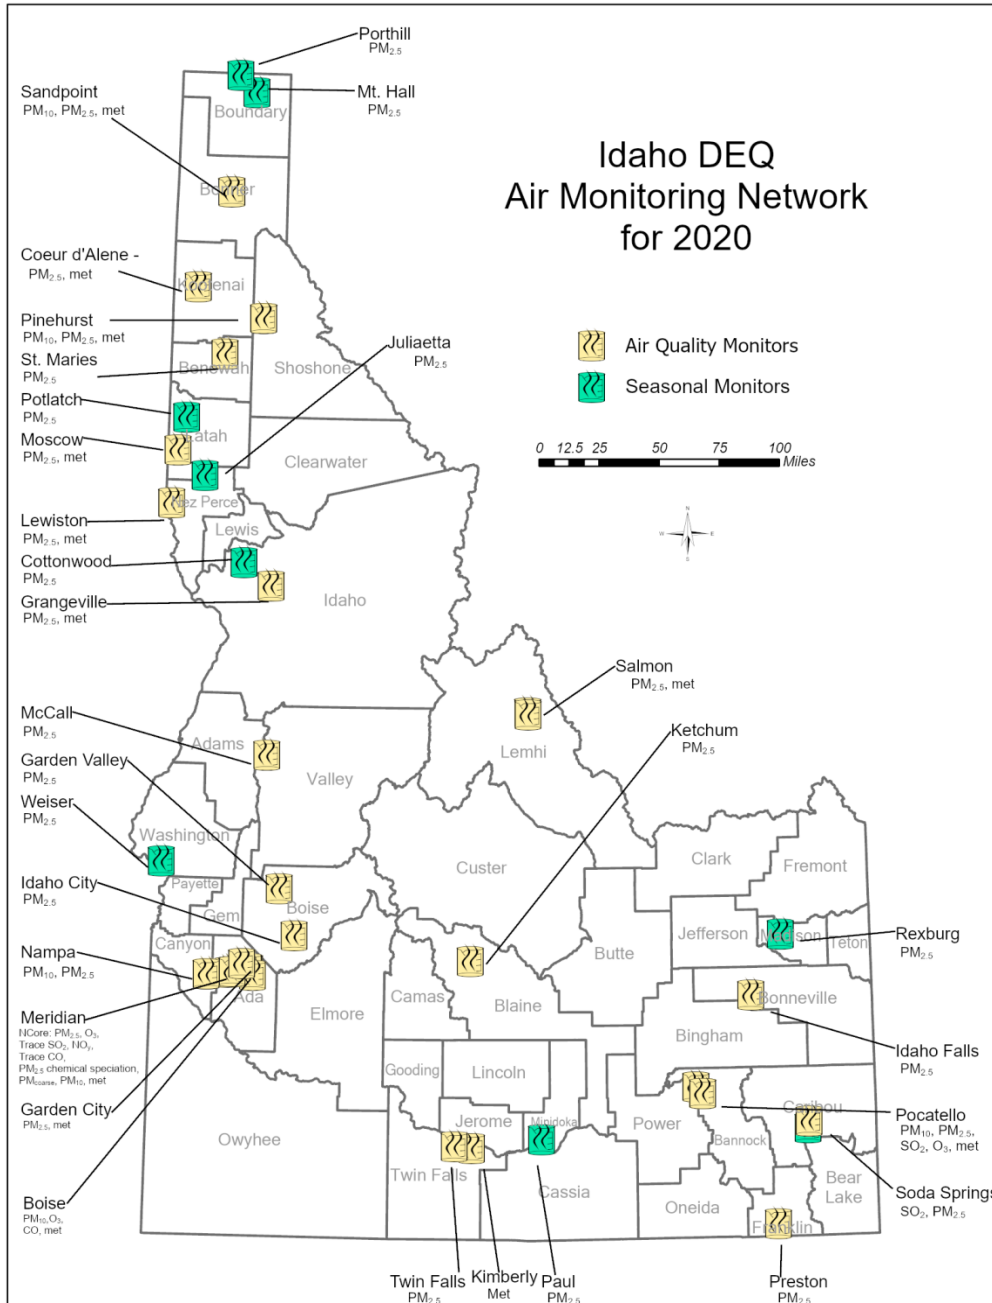 Porthill
PM2.5
Sandpoint
PM10, PM2.5, met
Mt. Hall
PM2.5
Boundary
Idaho DEQ
Air Monitoring Network
for 2020
Bonner
Coeur d'Alene -
PM2.5, met
Kootenai
Pinehurst
PM10, PM2.5, met
Juliaetta
PM2.5
Air Quality Monitors
Seasonal Monitors
St. Maries
PM2.5
Benewah
Shoshone
Potlatch
PM2.5
Latah
Moscow
PM2.5, met
Clearwater
0 12.5 25 50 75 100
Miles
Nez Perce
Lewiston
PM2.5, met
Lewis
N
W E
S
Cottonwood
PM2.5
Grangeville
PM2.5, met
Idaho
Salmon
PM2.5, met
McCall
PM2.5
Adams
Valley
Lemhi
Ketchum
PM2.5
Garden Valley
PM2.5
Weiser
PM2.5
Washington
Custer
Clark
Fremont
Payette
Idaho City
PM2.5
Gem
Boise
Butte
Jefferson
Madison
Teton
Rexburg
PM2.5
Canyon
Nampa
PM10, PM2.5
Ada
Camas
Blaine
Bonneville
Meridian
NCore: PM2.5, O3,
Trace SO2, NOy,
Trace CO,
PM2.5 chemical speciation,
PMcoarse, PM10, met
Elmore
Bingham
Idaho Falls
PM2.5
Gooding
Lincoln
Garden City
PM2.5, met
Jerome
Minidoka
Power
Caribou
Pocatello
PM10, PM2.5,
SO2, O3, met
Owyhee
Bannock
Twin Falls
Cassia
Bear
Lake
Soda Springs
SO2, PM2.5
Boise
PM10,O3,
CO, met
Oneida
Franklin
Twin Falls
PM2.5
Kimberly
Met
Paul
PM2.5
Preston
PM2.5